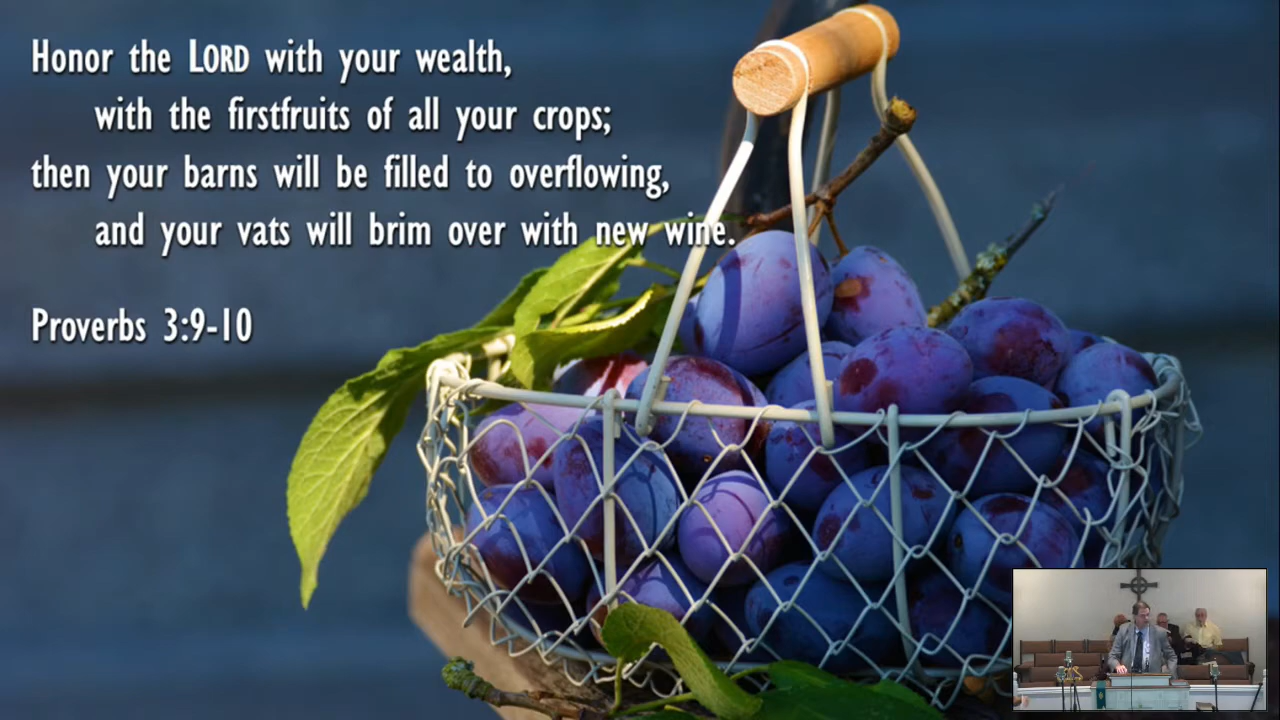 Honor the LORD with your wealth,
with the firstfruits of all your crops;
then your barns will be filled to overflowing,
and your vats will brim over with new wine.
Proverbs 3:9-10